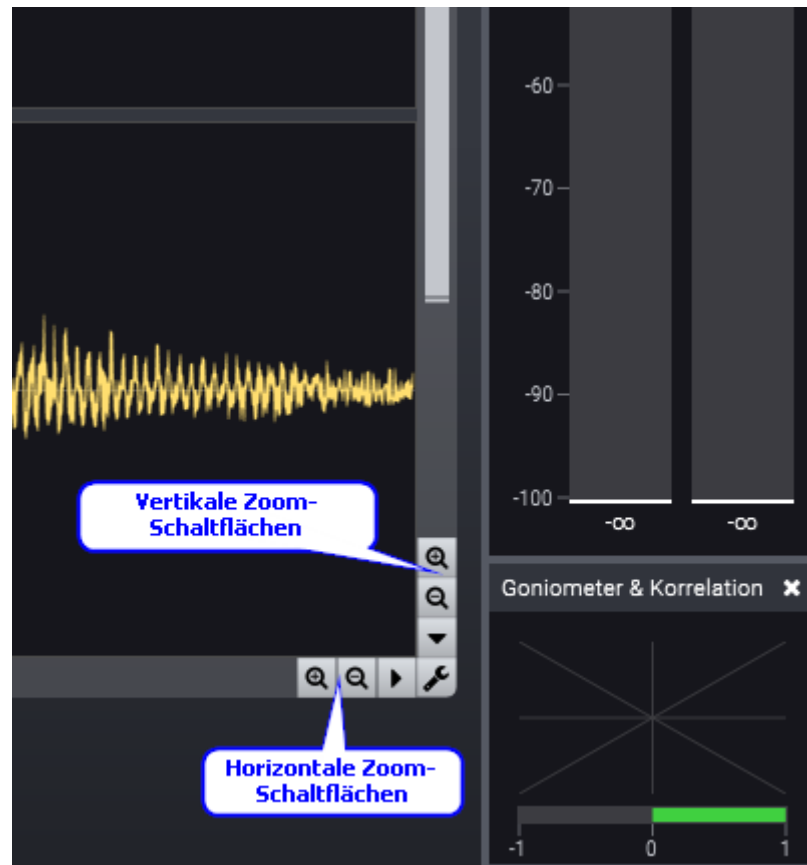 -60
-70
-80
-90
-100
-∞ -∞
Vertikale Zoom-
Schaltflächen
Goniometer & Korrelation
Horizontale Zoom-
Schaltflächen
-1 0 1